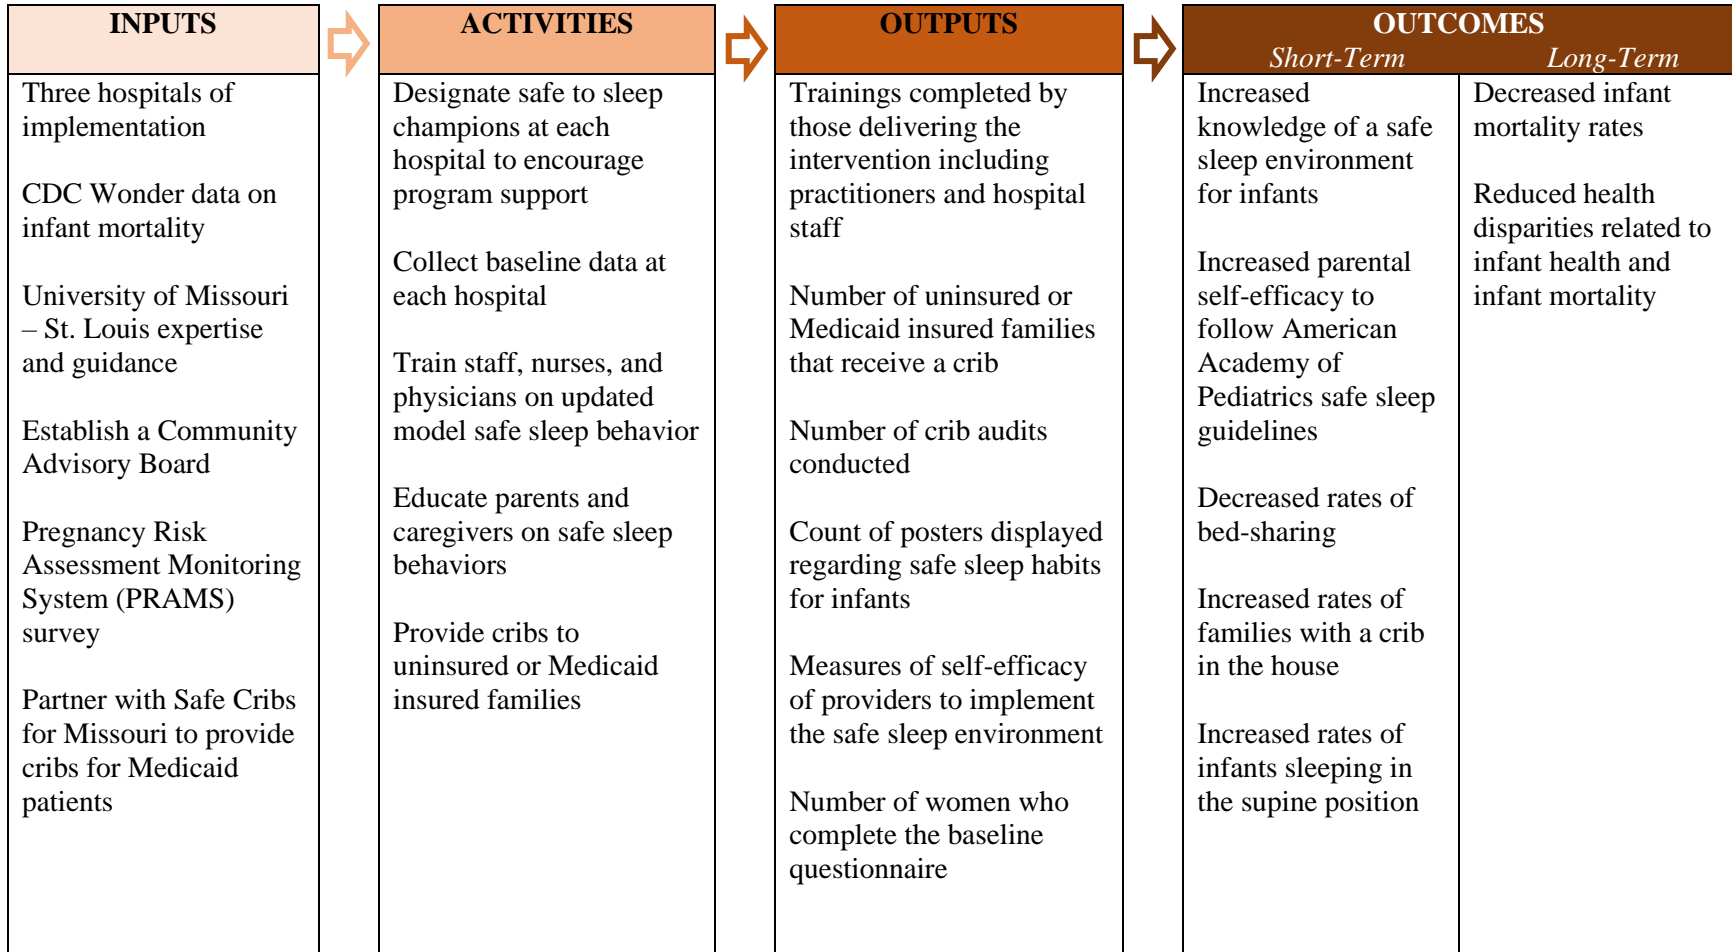 INPUTS
Three hospitals of
implementation
CDC Wonder data on
infant mortality
University of Missouri
– St. Louis expertise
and guidance
Establish a Community
Advisory Board
Pregnancy Risk
Assessment Monitoring
System (PRAMS)
survey
Partner with Safe Cribs
for Missouri to provide
cribs for Medicaid
patients
ACTIVITIES
Designate safe to sleep
champions at each
hospital to encourage
program support
Collect baseline data at
each hospital
Train staff, nurses, and
physicians on updated
model safe sleep behavior
Educate parents and
caregivers on safe sleep
behaviors
Provide cribs to
uninsured or Medicaid
insured families
OUTPUTS
Trainings completed by
those delivering the
intervention including
practitioners and hospital
staff
Number of uninsured or
Medicaid insured families
that receive a crib
Number of crib audits
conducted
Count of posters displayed
regarding safe sleep habits
for infants
Measures of self-efficacy
of providers to implement
the safe sleep environment
Number of women who
complete the baseline
questionnaire
OUTCOMES
Short-Term
Increased
knowledge of a safe
sleep environment
for infants
Increased parental
self-efficacy to
follow American
Academy of
Pediatrics safe sleep
guidelines
Decreased rates of
bed-sharing
Increased rates of
families with a crib
in the house
Increased rates of
infants sleeping in
the supine position
Long-Term
Decreased infant
mortality rates
Reduced health
disparities related to
infant health and
infant mortality